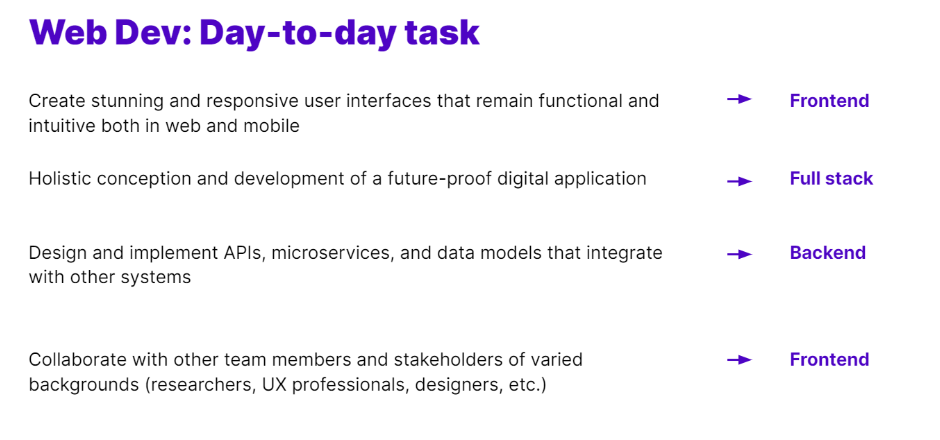 Web Dev: Day-to-day task
Create stunning and responsive user interfaces that remain functional and
intuitive both in web and mobile
Frontend
Holistic conception and development of a future-proof digital application
Full stack
Design and implement APIs, microservices, and data models that integrate
with other systems
Backend
Collaborate with other team members and stakeholders of varied
backgrounds (researchers, UX professionals, designers, etc.)
Frontend